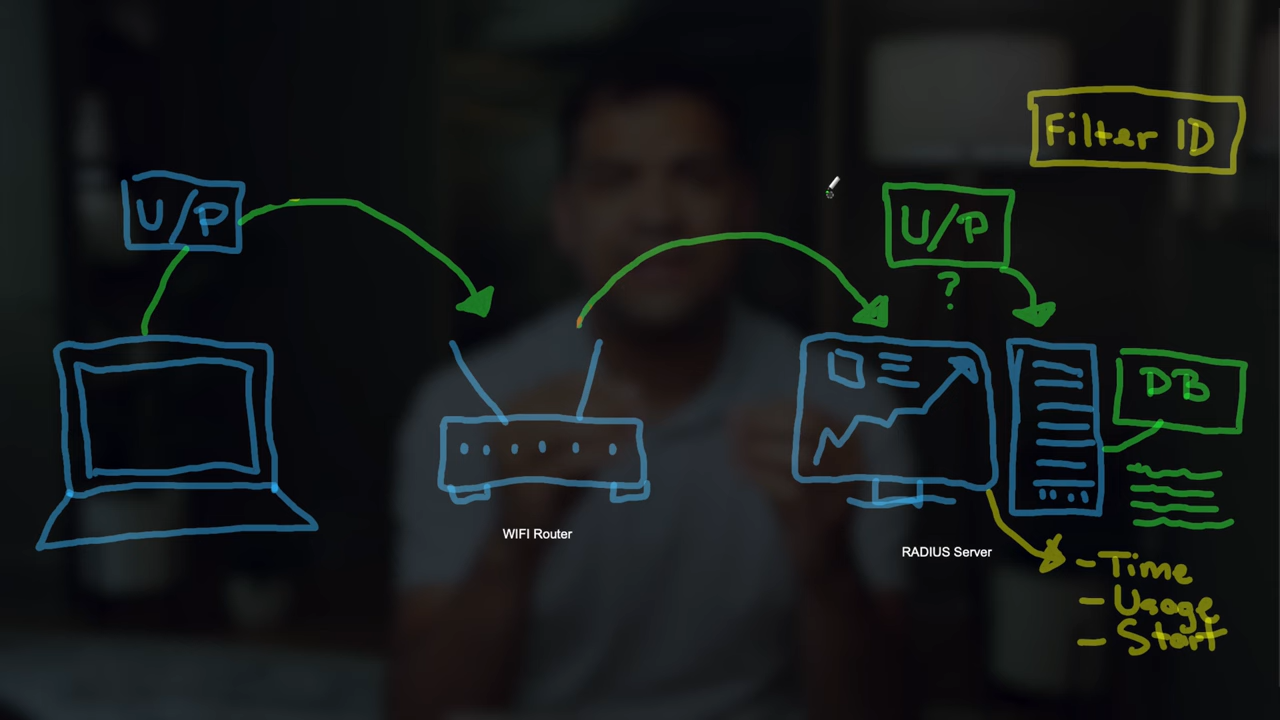 Filter ID
U/P
U/P
?
DB
WIFI Router
RADIUS Server
- Time
- Usage
- Start